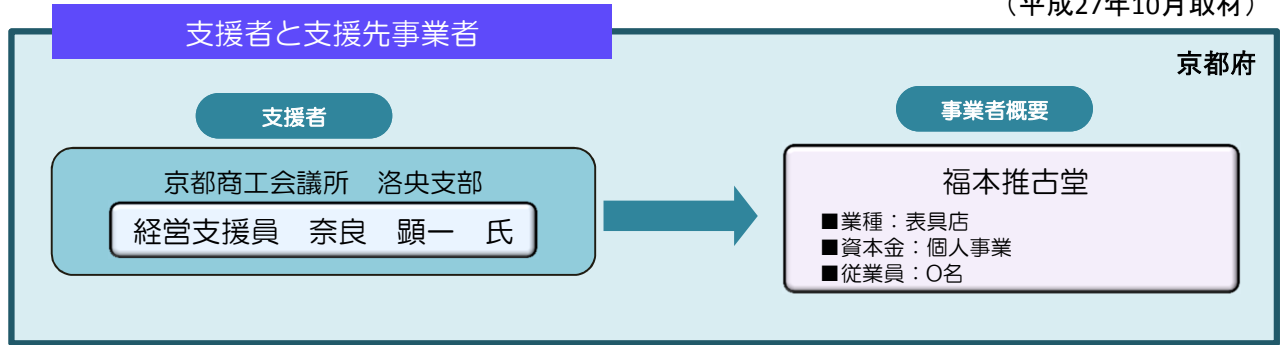 （平成27年10月取材）
支援者と支援先事業者
京都府
支援者
京都商工会議所　洛央支部
経営支援員　奈良　顕一　氏
事業者概要
福本推古堂
■業種：表具店
■資本金：個人事業
■従業員：0名